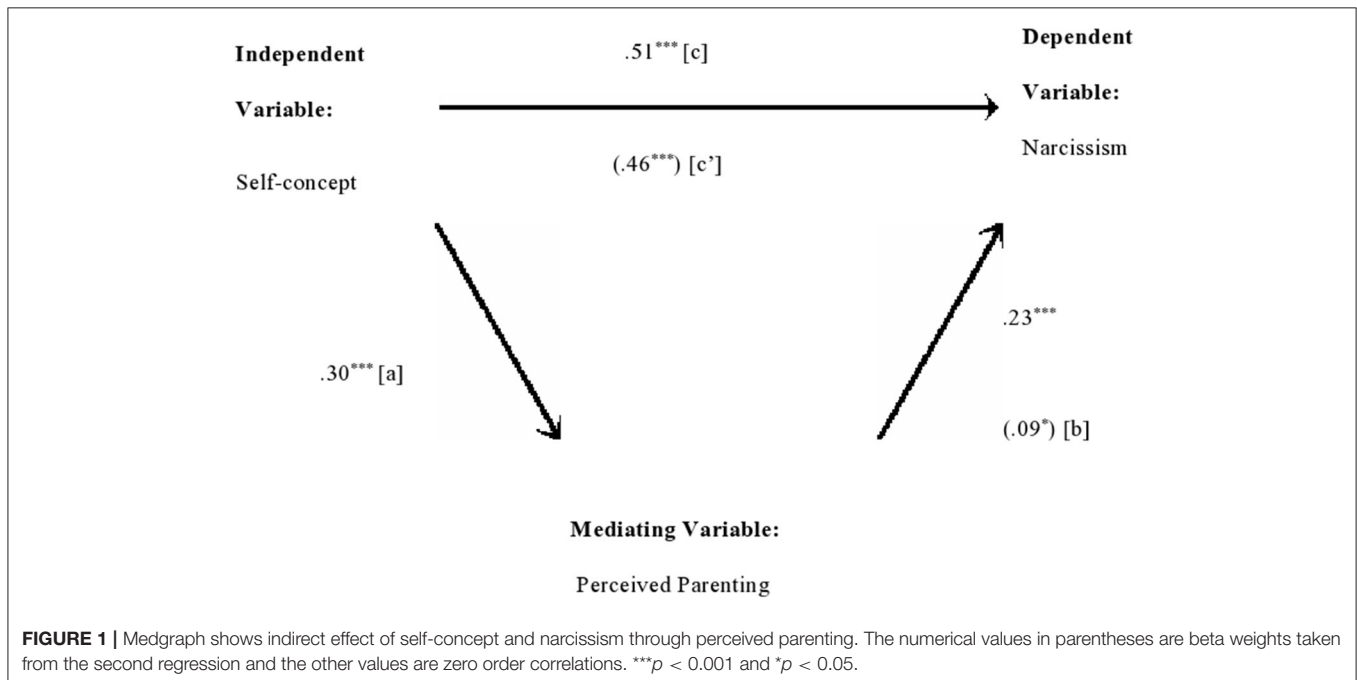 Independent
Variable:
Self-concept
.51*** [c]
(.46***) [c’]
Dependent
Variable:
Narcissism
.30*** [a]
.23***
(.09*) [b]
Mediating Variable:
Perceived Parenting
FIGURE 1 | Medgraph shows indirect effect of self-concept and narcissism through perceived parenting. The numerical values in parentheses are beta weights taken
from the second regression and the other values are zero order correlations. ***p < 0.001 and *p < 0.05.